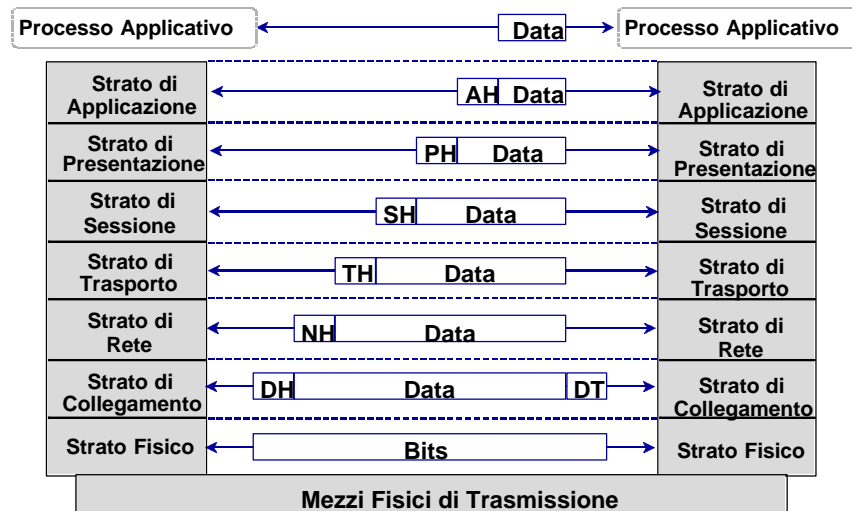 Processo Applicativo Data Processo Applicativo
Strato di
Applicazione
AH Data
Strato di
Applicazione
Strato di
Presentazione
PH Data
Strato di
Presentazione
Strato di
Sessione
SH Data
Strato di
Sessione
Strato di
Trasporto
TH Data
Strato di
Trasporto
Strato di
Rete
NH Data
Strato di
Rete
Strato di
Collegamento
DH Data DT
Strato di
Collegamento
Strato Fisico Bits Strato Fisico
Mezzi Fisici di Trasmissione